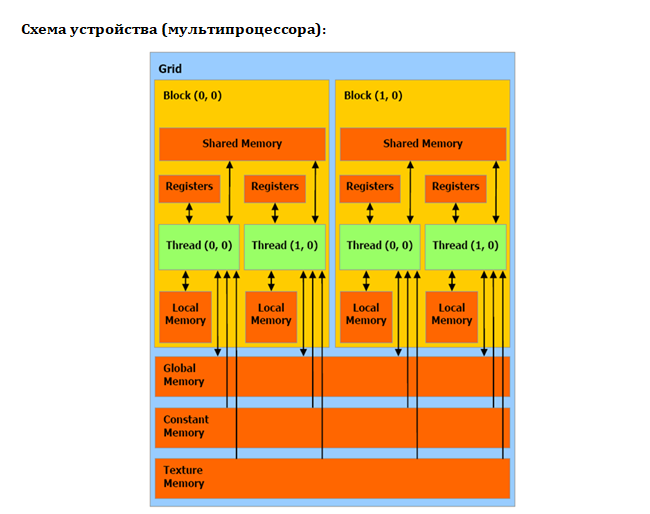 Схема устройства (мультипроцессора):
Grid
Block (0, 0)
Block (1, 0)
Shared Memory
Shared Memory
Registers
Registers
Registers
Registers
Thread (0, 0)
Thread (1, 0)
Thread (0, 0)
Thread (1, 0)
Local
Memory
Local
Memory
Local
Memory
Local
Memory
Global
Memory
Constant
Memory
Texture
Memory